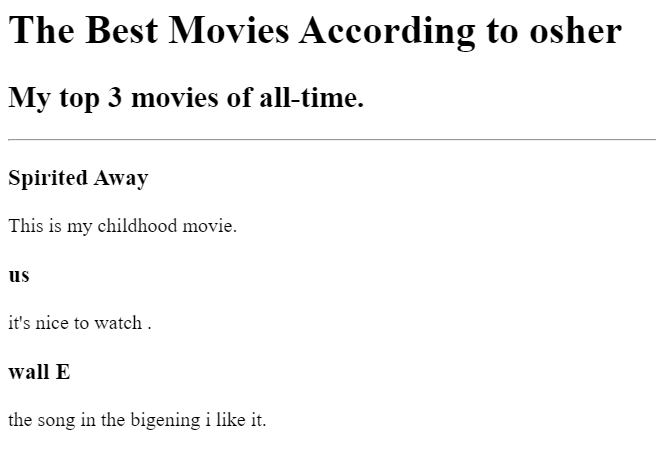 The Best Movies According to osher
My top 3 movies of all-time.
Spirited Away
This is my childhood movie.
us
it's nice to watch .
wall E
the song in the bigening i like it.